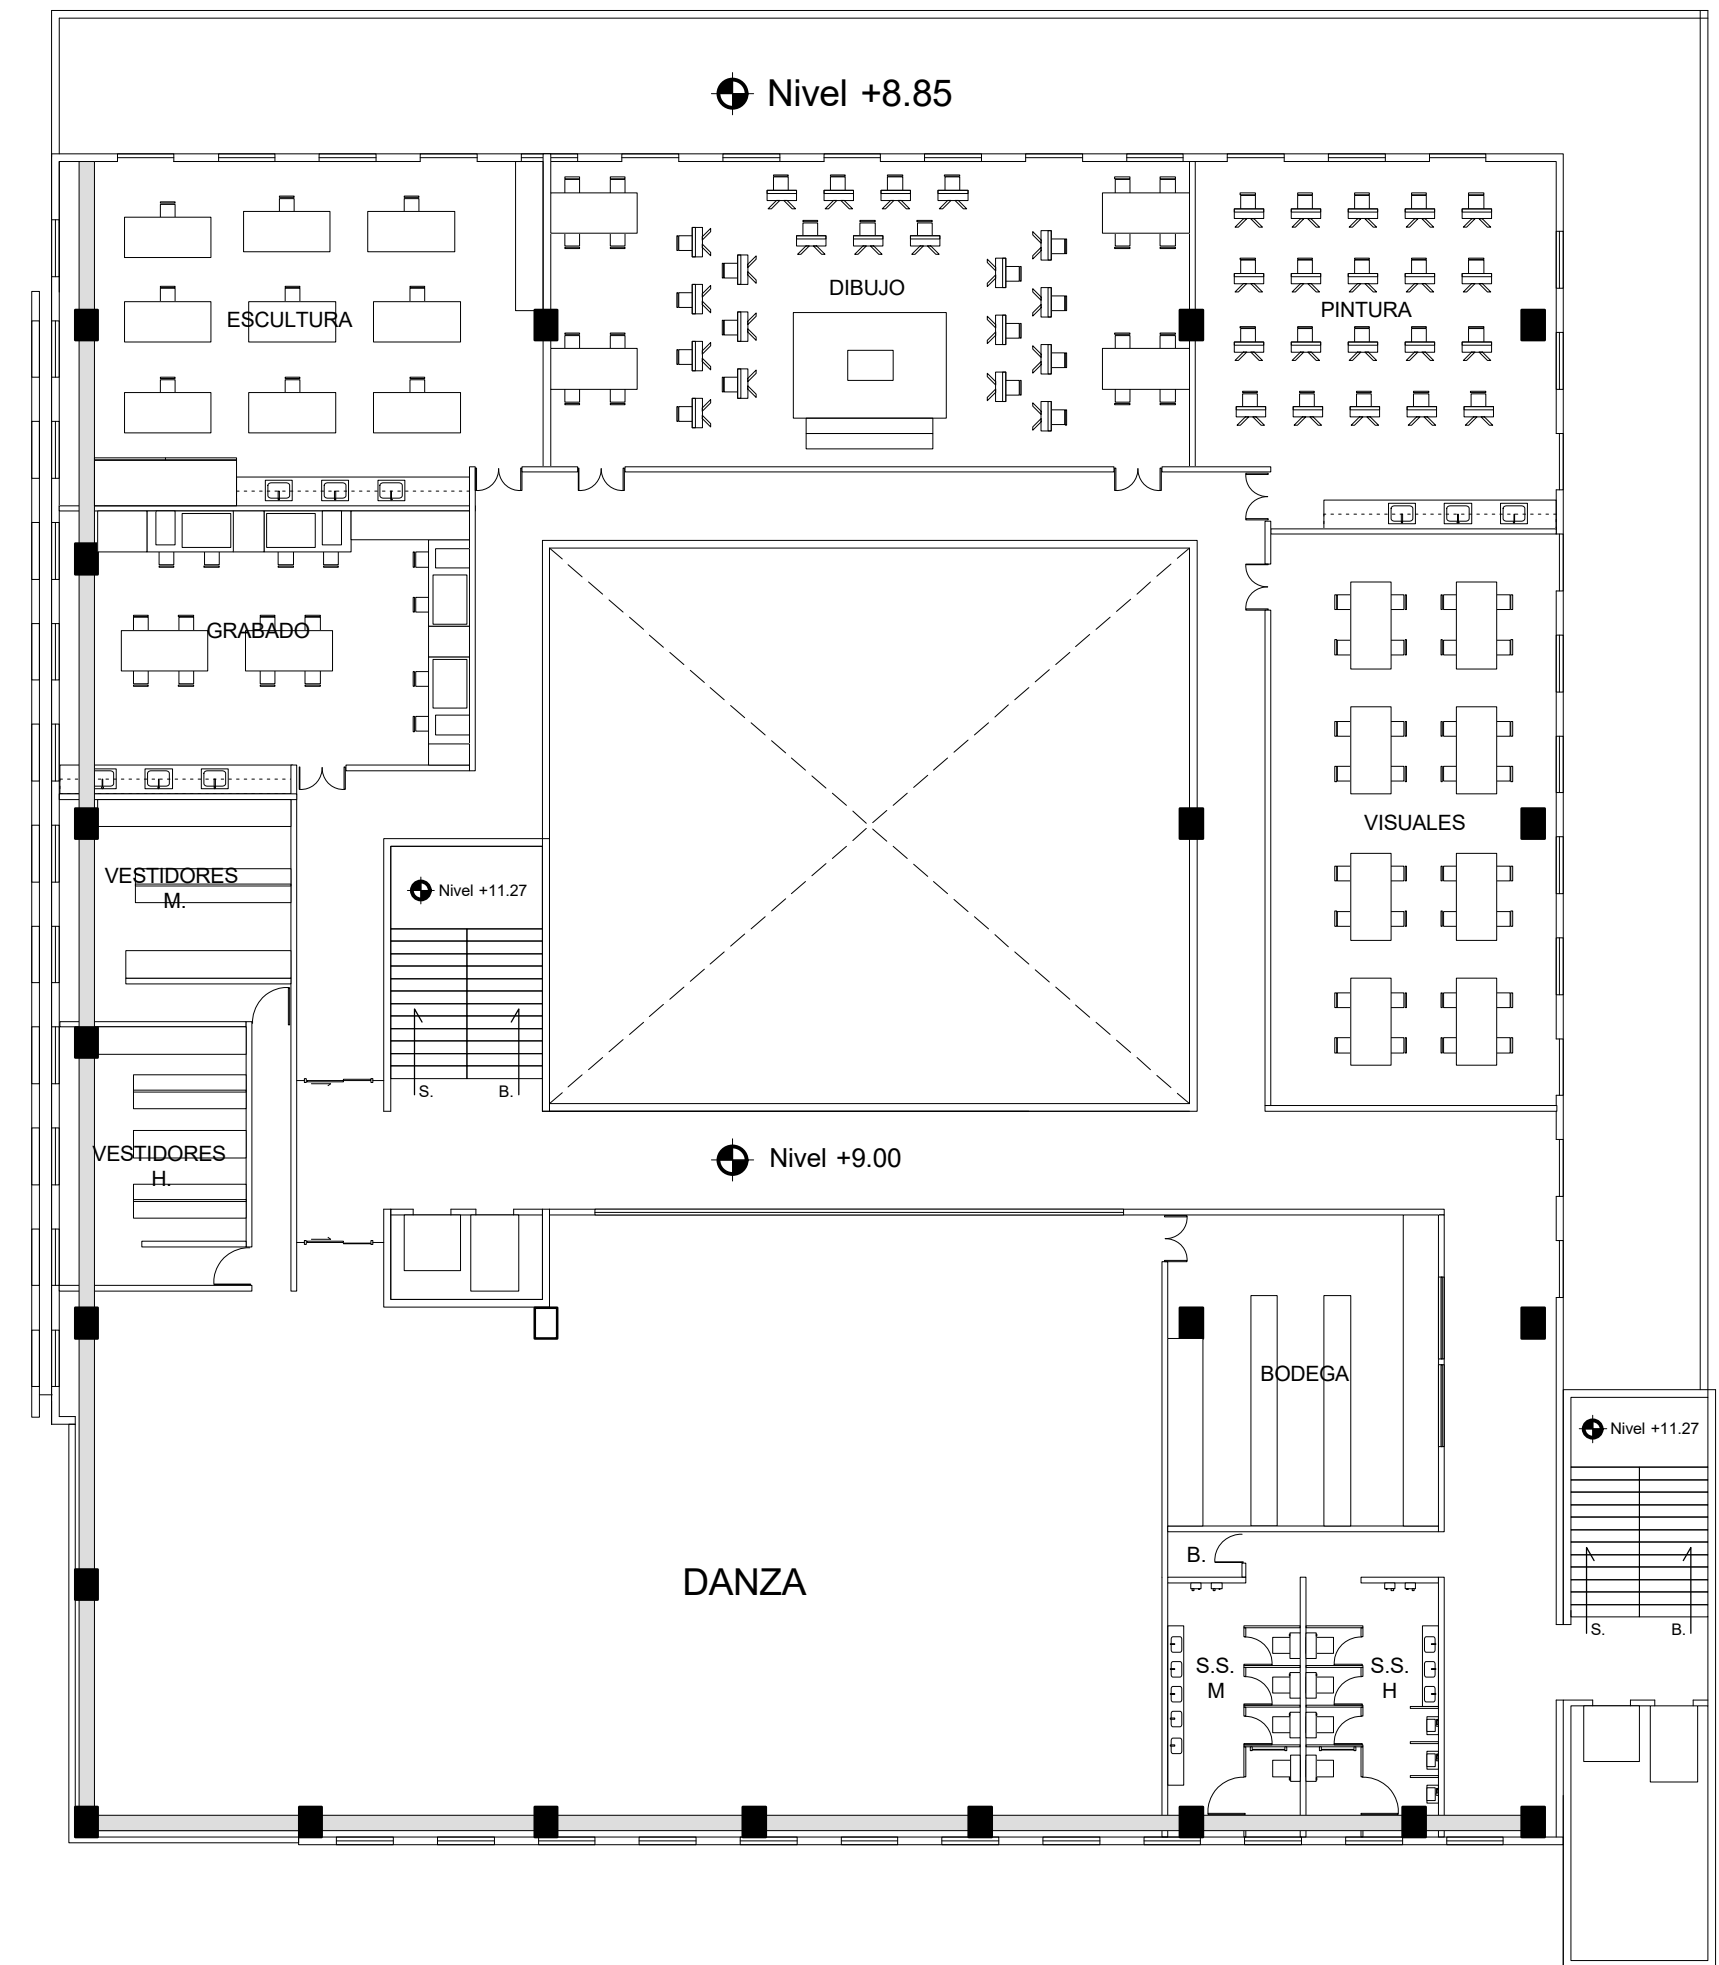 Nivel +8.85
DIBUJO
PINTURA
ESCULTURA
GRABADO
VISUALES
VESTIDORES
M.
Nivel +11.27
S.
B.
VESTIDORES
H.
Nivel +9.00
BODEGA
Nivel +11.27
B.
DANZA
S.
B.
S.S.
M
S.S.
H